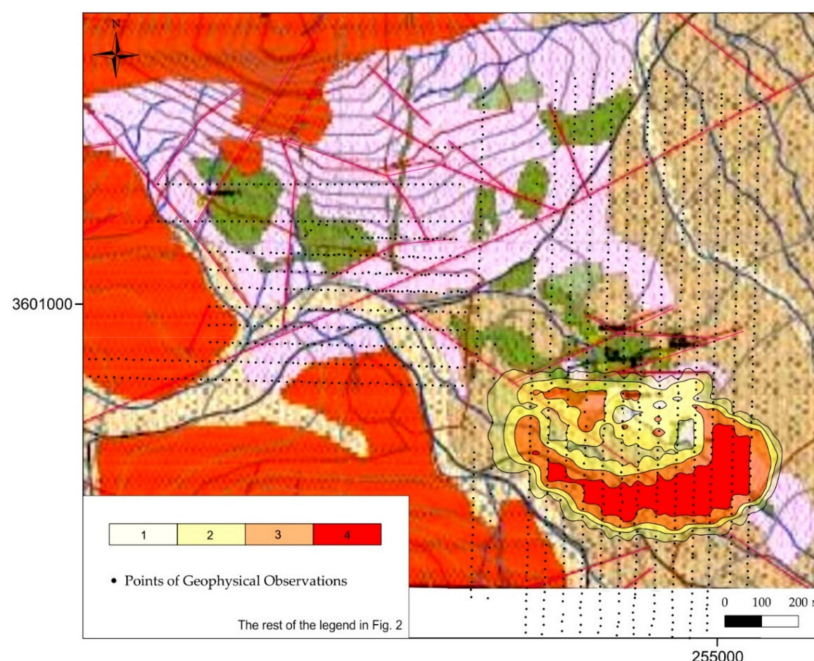 N
3601000
1 2 3 4
• Points of Geophysical Observations
The rest of the legend in Fig. 2
0 100 200 m
255000